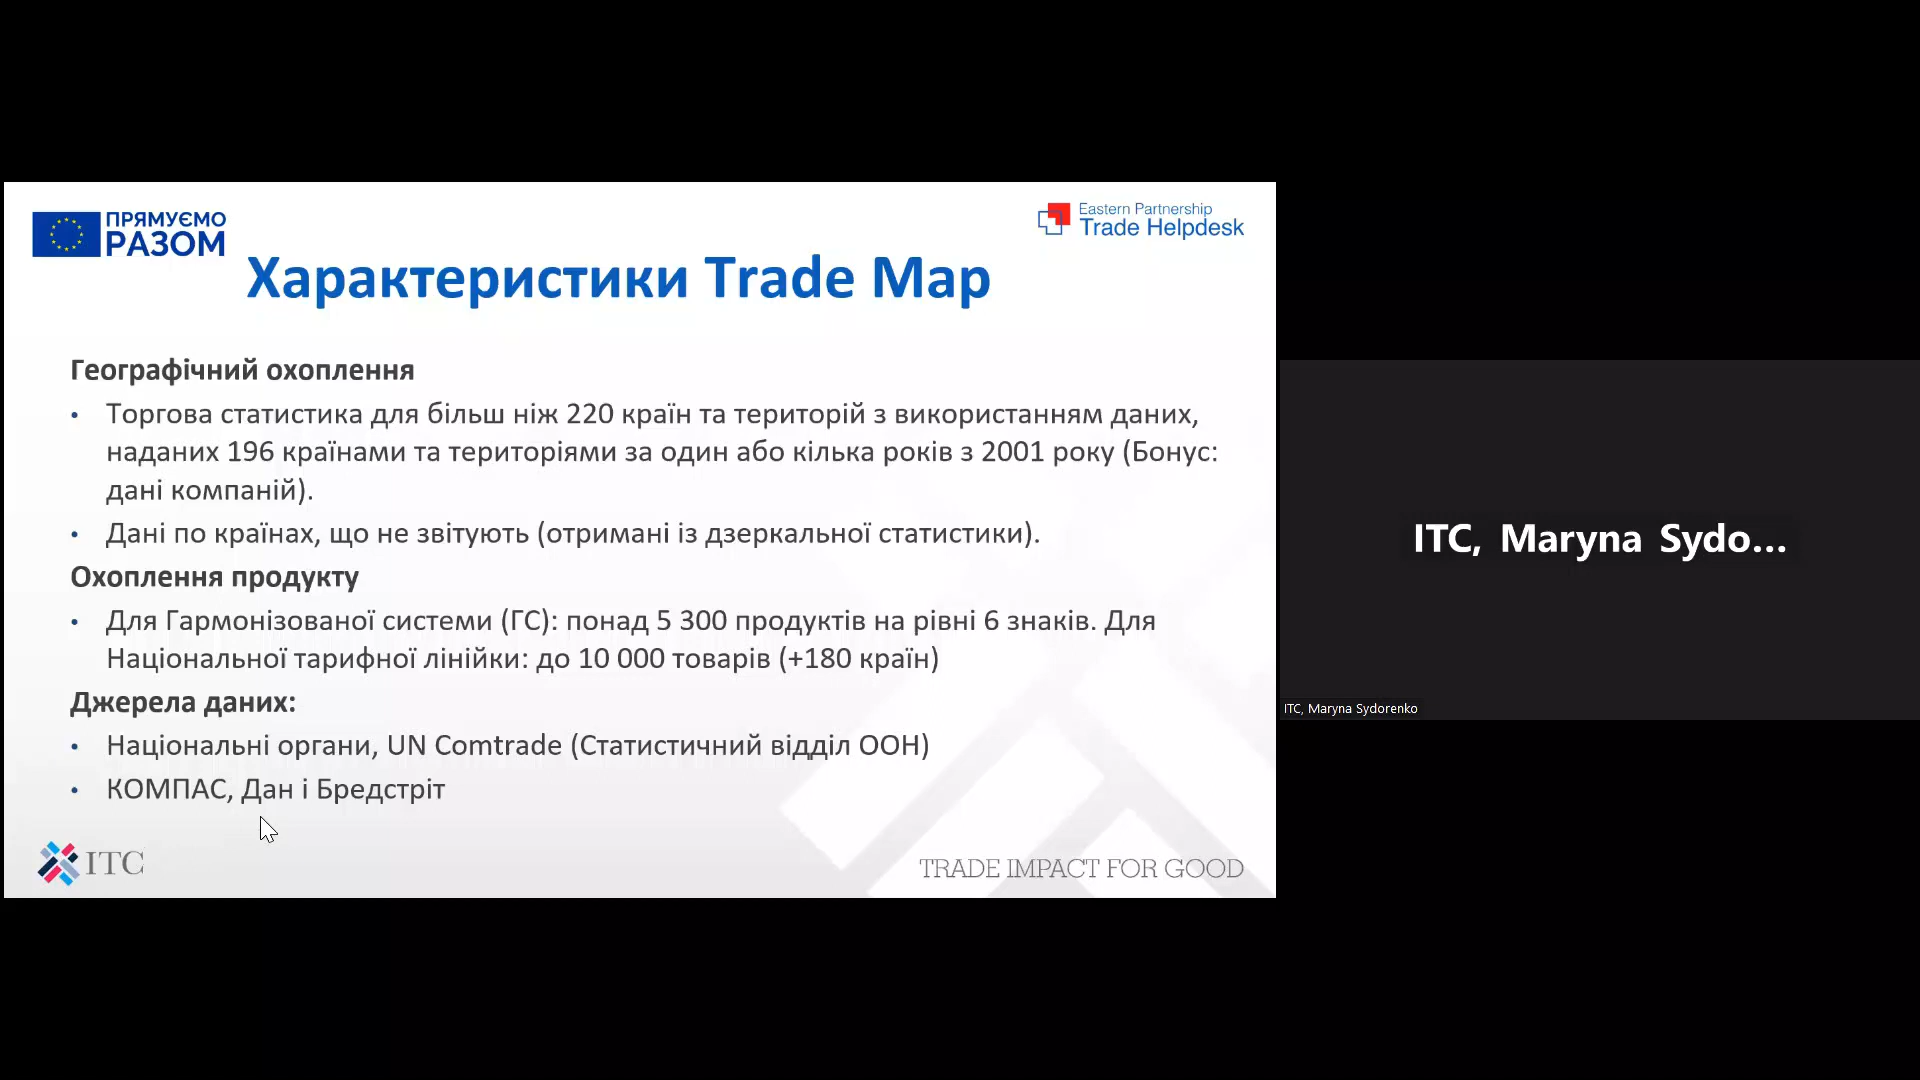 ПРЯМУЄМО
РАЗОМ
Eastern Partnership
Trade Helpdesk
Характеристики Trade Map
Географічний охоплення
• Торгова статистика для більш ніж 220 країн та територій з використанням даних,
наданих 196 країнами та територіями за один або кілька років з 2001 року (Бонус:
дані компаній).
• Дані по країнах, що не звітують (отримані із дзеркальної статистики).
Охоплення продукту
• Для Гармонізованої системи (ГС): понад 5 300 продуктів на рівні 6 знаків. Для
Національної тарифної лінійки: до 10 000 товарів (+180 країн)
Джерела даних:
• Національні органи, UN Comtrade (Статистичний відділ ООН)
• КОМПАС, Дан і Бредстріт
ITC
TRADE IMPACT FOR GOOD
ITC, Maryna Sydo...
ITC, Maryna Sydorenko